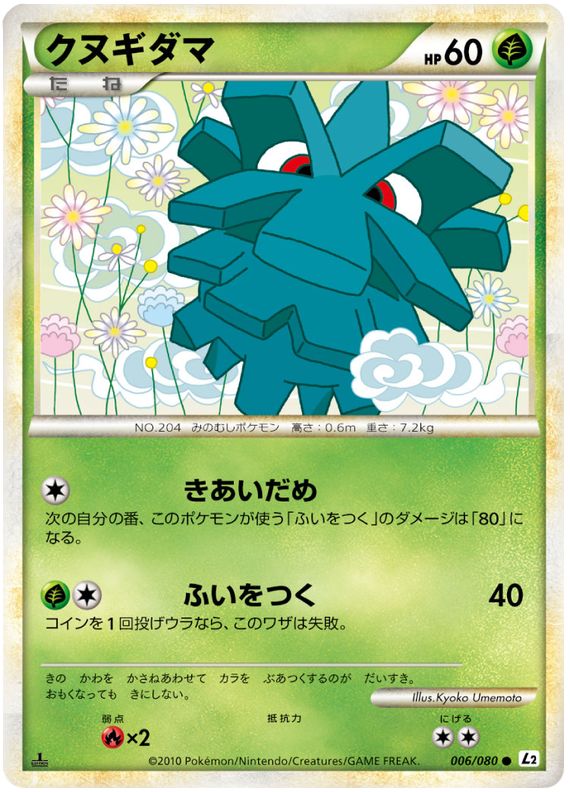 クヌギダマ HP60
たね
NO.204 みのむしポケモン 高さ:0.6m 重さ:7.2kg
きあいだめ
次の自分の番、このポケモンが使う「ふいをつく」のダメージは「80」に
なる。
ふいをつく 40
コインを1回投げウラなら、このワザは失敗。
きの かわを かさねあわせて カラを ぶあつくするのが だいすき。
おもくなっても きにしない。
Illus.Kyoko Umemoto
弱点 抵抗力 にげる
×2
1 EDITION ©2010 Pokémon/Nintendo/Creatures/GAME FREAK. 006/080 ● L2